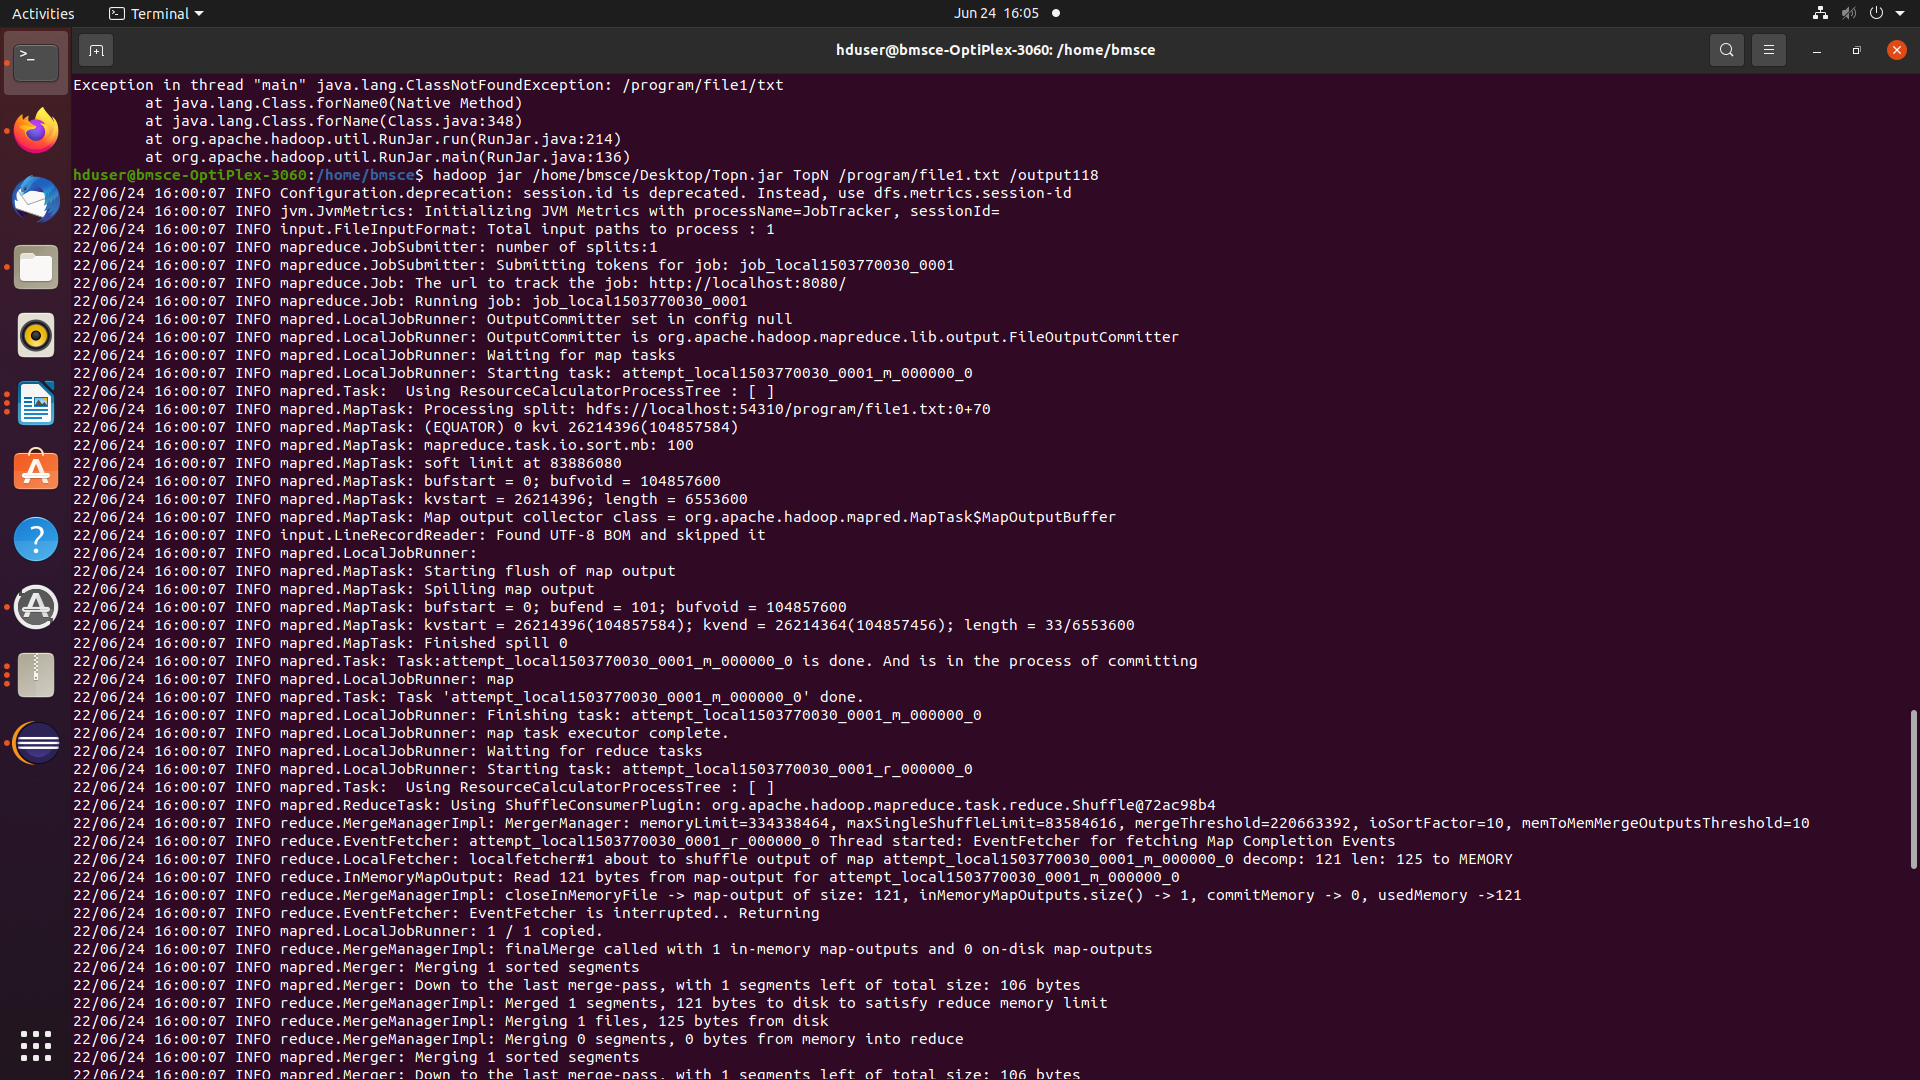 Activities
Terminal
Jun 24 16:05
hduser@bmsce-OptiPlex-3060: /home/bmsce
Exception in thread "main" java.lang.ClassNotFoundException: /program/file1/txt
at java.lang.Class.forName0(Native Method)
at java.lang.Class.forName(Class.java:348)
at org.apache.hadoop.util.RunJar.run(RunJar.java:214)
at org.apache.hadoop.util.RunJar.main(RunJar.java:136)
hduser@bmsce-OptiPlex-3060:/home/bmsce$ hadoop jar /home/bmsce/Desktop/Topn.jar TopN /program/file1.txt /output118
22/06/24 16:00:07 INFO Configuration.deprecation: session.id is deprecated. Instead, use dfs.metrics.session-id
22/06/24 16:00:07 INFO jvm.JvmMetrics: Initializing JVM Metrics with processName=JobTracker, sessionId=
22/06/24 16:00:07 INFO input.FileInputFormat: Total input paths to process : 1
22/06/24 16:00:07 INFO mapreduce.JobSubmitter: number of splits:1
22/06/24 16:00:07 INFO mapreduce.JobSubmitter: Submitting tokens for job: job_local1503770030_0001
22/06/24 16:00:07 INFO mapreduce.Job: The url to track the job: http://localhost:8080/
22/06/24 16:00:07 INFO mapreduce.Job: Running job: job_local1503770030_0001
22/06/24 16:00:07 INFO mapred.LocalJobRunner: OutputCommitter set in config null
22/06/24 16:00:07 INFO mapred.LocalJobRunner: OutputCommitter is org.apache.hadoop.mapreduce.lib.output.FileOutputCommitter
22/06/24 16:00:07 INFO mapred.LocalJobRunner: Waiting for map tasks
22/06/24 16:00:07 INFO mapred.LocalJobRunner: Starting task: attempt_local1503770030_0001_m_000000_0
22/06/24 16:00:07 INFO mapred.Task:  Using ResourceCalculatorProcessTree : [ ]
22/06/24 16:00:07 INFO mapred.MapTask: Processing split: hdfs://localhost:54310/program/file1.txt:0+70
22/06/24 16:00:07 INFO mapred.MapTask: (EQUATOR) 0 kvi 26214396(104857584)
22/06/24 16:00:07 INFO mapred.MapTask: mapreduce.task.io.sort.mb: 100
22/06/24 16:00:07 INFO mapred.MapTask: soft limit at 83886080
22/06/24 16:00:07 INFO mapred.MapTask: bufstart = 0; bufvoid = 104857600
22/06/24 16:00:07 INFO mapred.MapTask: kvstart = 26214396; length = 6553600
22/06/24 16:00:07 INFO mapred.MapTask: Map output collector class = org.apache.hadoop.mapred.MapTask$MapOutputBuffer
22/06/24 16:00:07 INFO input.LineRecordReader: Found UTF-8 BOM and skipped it
22/06/24 16:00:07 INFO mapred.LocalJobRunner:
22/06/24 16:00:07 INFO mapred.MapTask: Starting flush of map output
22/06/24 16:00:07 INFO mapred.MapTask: Spilling map output
22/06/24 16:00:07 INFO mapred.MapTask: bufstart = 0; bufend = 101; bufvoid = 104857600
22/06/24 16:00:07 INFO mapred.MapTask: kvstart = 26214396(104857584); kvend = 26214364(104857456); length = 33/6553600
22/06/24 16:00:07 INFO mapred.MapTask: Finished spill 0
22/06/24 16:00:07 INFO mapred.Task: Task:attempt_local1503770030_0001_m_000000_0 is done. And is in the process of committing
22/06/24 16:00:07 INFO mapred.LocalJobRunner: map
22/06/24 16:00:07 INFO mapred.Task: Task 'attempt_local1503770030_0001_m_000000_0' done.
22/06/24 16:00:07 INFO mapred.LocalJobRunner: Finishing task: attempt_local1503770030_0001_m_000000_0
22/06/24 16:00:07 INFO mapred.LocalJobRunner: map task executor complete.
22/06/24 16:00:07 INFO mapred.LocalJobRunner: Waiting for reduce tasks
22/06/24 16:00:07 INFO mapred.LocalJobRunner: Starting task: attempt_local1503770030_0001_r_000000_0
22/06/24 16:00:07 INFO mapred.Task:  Using ResourceCalculatorProcessTree : [ ]
22/06/24 16:00:07 INFO mapred.ReduceTask: Using ShuffleConsumerPlugin: org.apache.hadoop.mapreduce.task.reduce.Shuffle@72ac98b4
22/06/24 16:00:07 INFO reduce.MergeManagerImpl: MergerManager: memoryLimit=334338464, maxSingleShuffleLimit=83584616, mergeThreshold=220663392, ioSortFactor=10, memToMemMergeOutputsThreshold=10
22/06/24 16:00:07 INFO reduce.EventFetcher: attempt_local1503770030_0001_r_000000_0 Thread started: EventFetcher for fetching Map Completion Events
22/06/24 16:00:07 INFO reduce.LocalFetcher: localfetcher#1 about to shuffle output of map attempt_local1503770030_0001_m_000000_0 decomp: 121 len: 125 to MEMORY
22/06/24 16:00:07 INFO reduce.InMemoryMapOutput: Read 121 bytes from map-output for attempt_local1503770030_0001_m_000000_0
22/06/24 16:00:07 INFO reduce.MergeManagerImpl: closeInMemoryFile -> map-output of size: 121, inMemoryMapOutputs.size() -> 1, commitMemory -> 0, usedMemory ->121
22/06/24 16:00:07 INFO reduce.EventFetcher: EventFetcher is interrupted.. Returning
22/06/24 16:00:07 INFO mapred.LocalJobRunner: 1 / 1 copied.
22/06/24 16:00:07 INFO reduce.MergeManagerImpl: finalMerge called with 1 in-memory map-outputs and 0 on-disk map-outputs
22/06/24 16:00:07 INFO mapred.Merger: Merging 1 sorted segments
22/06/24 16:00:07 INFO mapred.Merger: Down to the last merge-pass, with 1 segments left of total size: 106 bytes
22/06/24 16:00:07 INFO reduce.MergeManagerImpl: Merged 1 segments, 121 bytes to disk to satisfy reduce memory limit
22/06/24 16:00:07 INFO reduce.MergeManagerImpl: Merging 1 files, 125 bytes from disk
22/06/24 16:00:07 INFO reduce.MergeManagerImpl: Merging 0 segments, 0 bytes from memory into reduce
22/06/24 16:00:07 INFO mapred.Merger: Merging 1 sorted segments
22/06/24 16:00:07 INFO mapred.Merger: Down to the last merge-pass, with 1 segments left of total size: 106 bytes